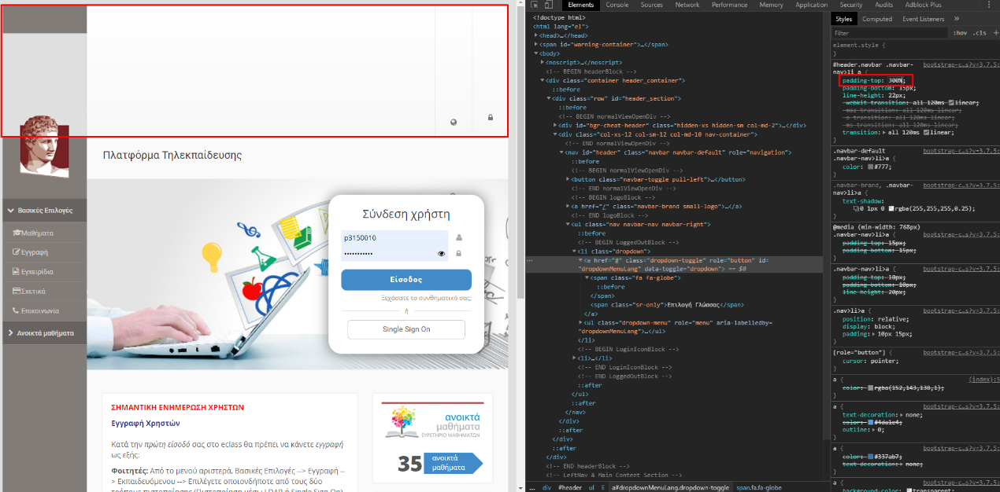 Πλατφόρμα Τηλεκπαίδευσης
Βασικές Επιλογές
Μαθήματα
Εγγραφή
Εγχειρίδια
Σχετικά
Επικοινωνία
Ανοικτά μαθήματα
Σύνδεση χρήστη
p3150010
•••••••••••
Είσοδος
Ξεχάσατε το συνθηματικό σας;
ή
Single Sign On
ΣΗΜΑΝΤΙΚΗ ΕΝΗΜΕΡΩΣΗ ΧΡΗΣΤΩΝ
Εγγραφή Χρηστών
Κατά την πρώτη είσοδό σας στο eclass θα πρέπει να κάνετε εγγραφή
ως εξής:
Φοιτητές: Από το μενού αριστερά, Βασικές Επιλογές --> Εγγραφή --
> Εκπαιδευόμενου --> Επιλέγετε οποιονδήποτε από τους δύο
τρόπους πιστοποίησης (Πιστοποίηση μέσω LDAP ή Single Sign On)
ανοικτά
μαθήματα
ΕΥΡΕΤΗΡΙΟ ΜΑΘΗΜΑΤΩΝ
35 ανοικτά
μαθήματα
Elements Console Sources Network Performance Memory Application Security Audits Adblock Plus
<!doctype html>
<html lang="el">
<head>…</head>
<span id="warning-container">…</span>
<body>
<noscript>…</noscript>
<!-- BEGIN headerBlock -->
<div class="container header_container">
::before
<div class="row" id="header_section">
::before
<!-- BEGIN normalViewOpenDiv -->
<div id="bgr-cheat-header" class="hidden-xs hidden-sm col-md-2">…</div>
<div class="col-xs-12 col-sm-12 col-md-10 nav-container">
<!-- END normalViewOpenDiv -->
<nav id="header" class="navbar navbar-default" role="navigation">
::before
<!-- BEGIN normalViewOpenDiv -->
<button class="navbar-toggle pull-left">…</button>
<!-- END normalViewOpenDiv -->
<!-- BEGIN logoBlock -->
<a href="/" class="navbar-brand small-logo">…</a>
<!-- END logoBlock -->
<ul class="nav navbar-nav navbar-right">
::before
<!-- BEGIN LoggedOutBlock -->
<li class="dropdown">
… <a href="#" class="dropdown-toggle" role="button" id=
"dropdownMenuLang" data-toggle="dropdown"> == $0
<span class="fa fa-globe">
::before
</span>
<span class="sr-only">Επιλογή Γλώσσας</span>
</a>
<ul class="dropdown-menu" role="menu" aria-labelledby=
"dropdownMenuLang">…</ul>
</li>
<!-- BEGIN LoginIconBlock -->
<li>…</li>
<!-- END LoginIconBlock -->
<!-- END LoggedOutBlock -->
::after
</ul>
::after
</nav>
</div>
::after
</div>
::after
</div>
<!-- END headerBlock -->
<!-- LeftNav & Main Content Section -->
… div #header ul li a#dropdownMenuLang.dropdown-toggle span.fa.fa-globe
Styles Computed Event Listeners »
Filter :hov .cls +
element.style {
}
#header.navbar .navbar- bootstrap-c…s?v=3.7.5:
nav>li a {
padding-top: 300%;
padding-bottom: 15px;
line-height: 22px;
-webkit-transition: all 120ms linear;
-moz-transition: all 120ms linear;
-o-transition: all 120ms linear;
-ms-transition: all 120ms linear;
transition: all 120ms linear;
}
.navbar-default bootstrap-c…s?v=3.7.5:
.navbar-nav>li>a {
color: #777;
}
.navbar-brand, .navbar- bootstrap-c…s?v=3.7.5:
nav>li>a {
text-shadow:
0 1px 0 rgba(255,255,255,0.25);
}
@media (min-width: 768px)
.navbar-nav>li>a { bootstrap-c…s?v=3.7.5:
padding-top: 15px;
padding-bottom: 15px;
}
.navbar-nav>li>a { bootstrap-c…s?v=3.7.5:
padding-top: 10px;
padding-bottom: 10px;
line-height: 20px;
}
.nav>li>a { bootstrap-c…s?v=3.7.5:
position: relative;
display: block;
padding: 10px 15px;
}
[role="button"] { bootstrap-c…s?v=3.7.5:
cursor: pointer;
}
a { (index):5
color: rgba(152,143,138,1);
}
a { bootstrap-c…s?v=3.7.5:
text-decoration: none;
color: #4da1e4;
outline: 0;
}
a { bootstrap-c…s?v=3.7.5:
color: #337ab7;
text-decoration: none;
}
a { bootstrap-c…s?v=3.7.5:
background-color: transparent;